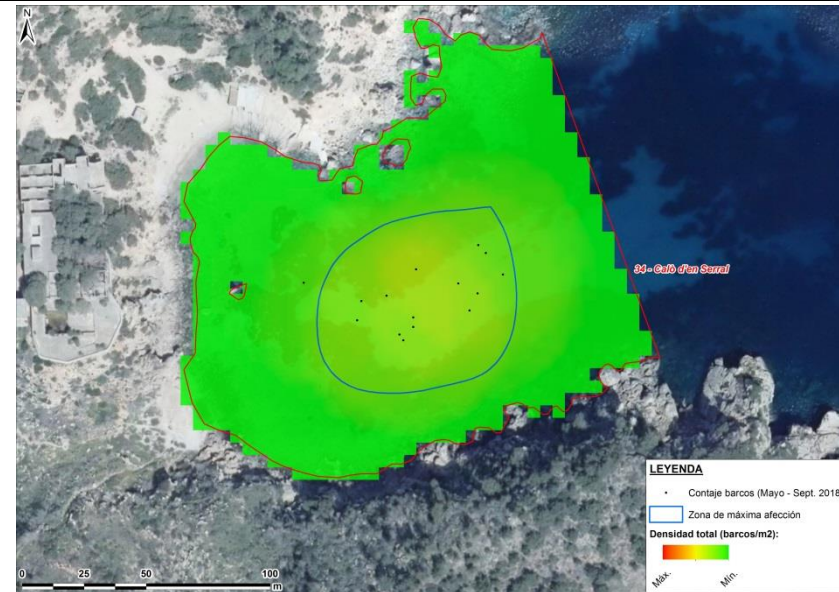 N
34 - Caló d'en Serral
LEYENDA
Contaje barcos (Mayo - Sept. 2018
Zona de máxima afección
Densidad total (barcos/m2):
Máx. Mín.
0 25 50 100
m